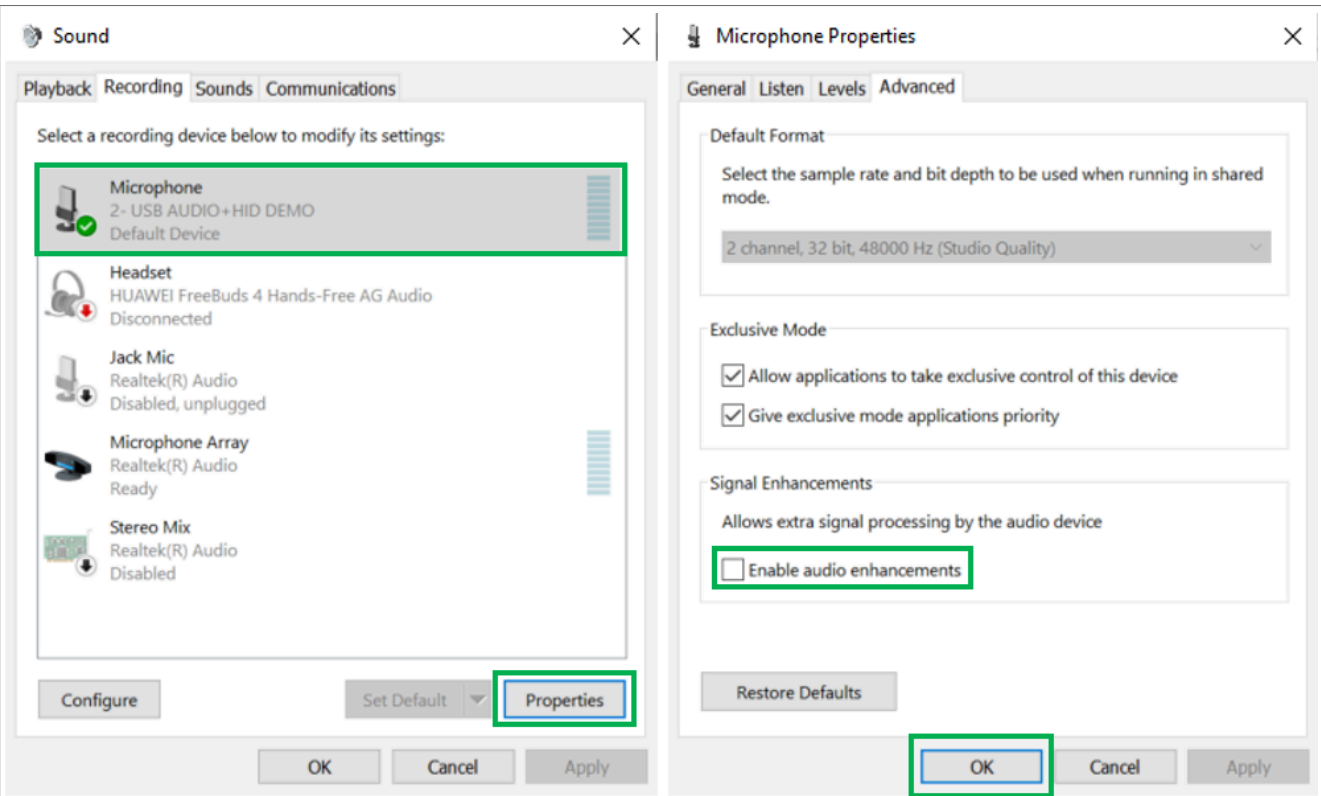 Sound
Playback Recording Sounds Communications
Select a recording device below to modify its settings:
Microphone
2- USB AUDIO+HID DEMO
Default Device
Headset
HUAWEI FreeBuds 4 Hands-Free AG Audio
Disconnected
Jack Mic
Realtek(R) Audio
Disabled, unplugged
Microphone Array
Realtek(R) Audio
Ready
Stereo Mix
Realtek(R) Audio
Disabled
Configure Set Default Properties
OK Cancel Apply
Microphone Properties
General Listen Levels Advanced
Default Format
Select the sample rate and bit depth to be used when running in shared
mode.
2 channel, 32 bit, 48000 Hz (Studio Quality)
Exclusive Mode
Allow applications to take exclusive control of this device
Give exclusive mode applications priority
Signal Enhancements
Allows extra signal processing by the audio device
Enable audio enhancements
Restore Defaults
OK Cancel Apply